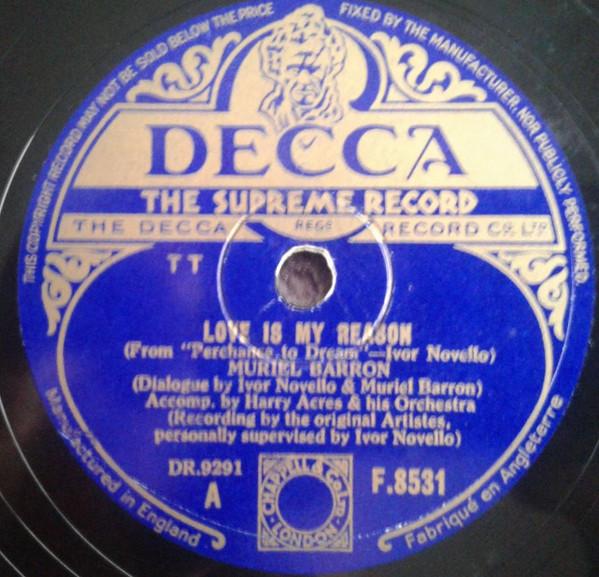 THIS COPYRIGHT RECORD MAY NOT BE SOLD BELOW THE PRICE FIXED BY THE MANUFACTURER, NOR PUBLICLY PERFORMED.
DECCA
THE SUPREME RECORD
THE DECCA REGD RECORD CO. LTD.
T T
LOVE IS MY REASON
(From "Perchance to Dream"—Ivor Novello)
MURIEL BARRON
(Dialogue by Ivor Novello & Muriel Barron)
Accomp. by Harry Acres & his Orchestra
(Recording by the original Artistes,
personally supervised by Ivor Novello)
DR.9291
A
CHAPPELL & Co LTD
LONDON
F.8531
Manufactured in England
Fabriqué en Angleterre